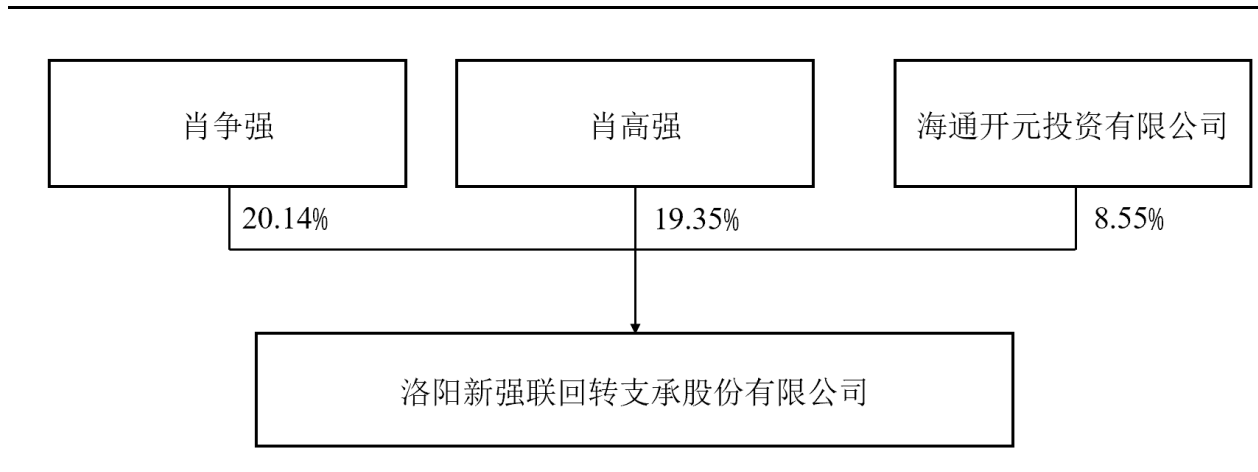 肖争强
肖高强
海通开元投资有限公司
20.14%
19.35%
8.55%
洛阳新强联回转支承股份有限公司